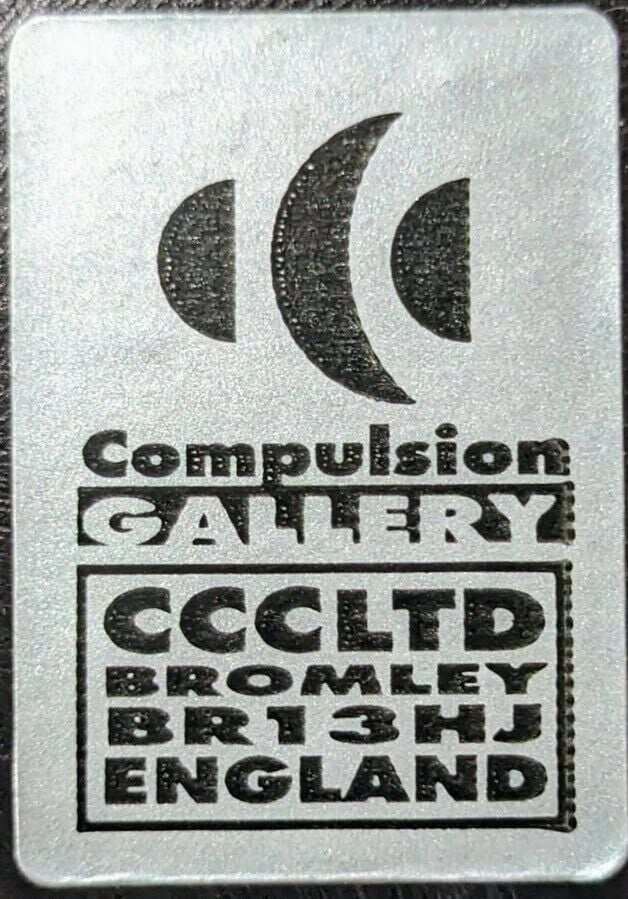 Compulsion
GALLERY
CCCLTD
BROMLEY
BR13HJ
ENGLAND